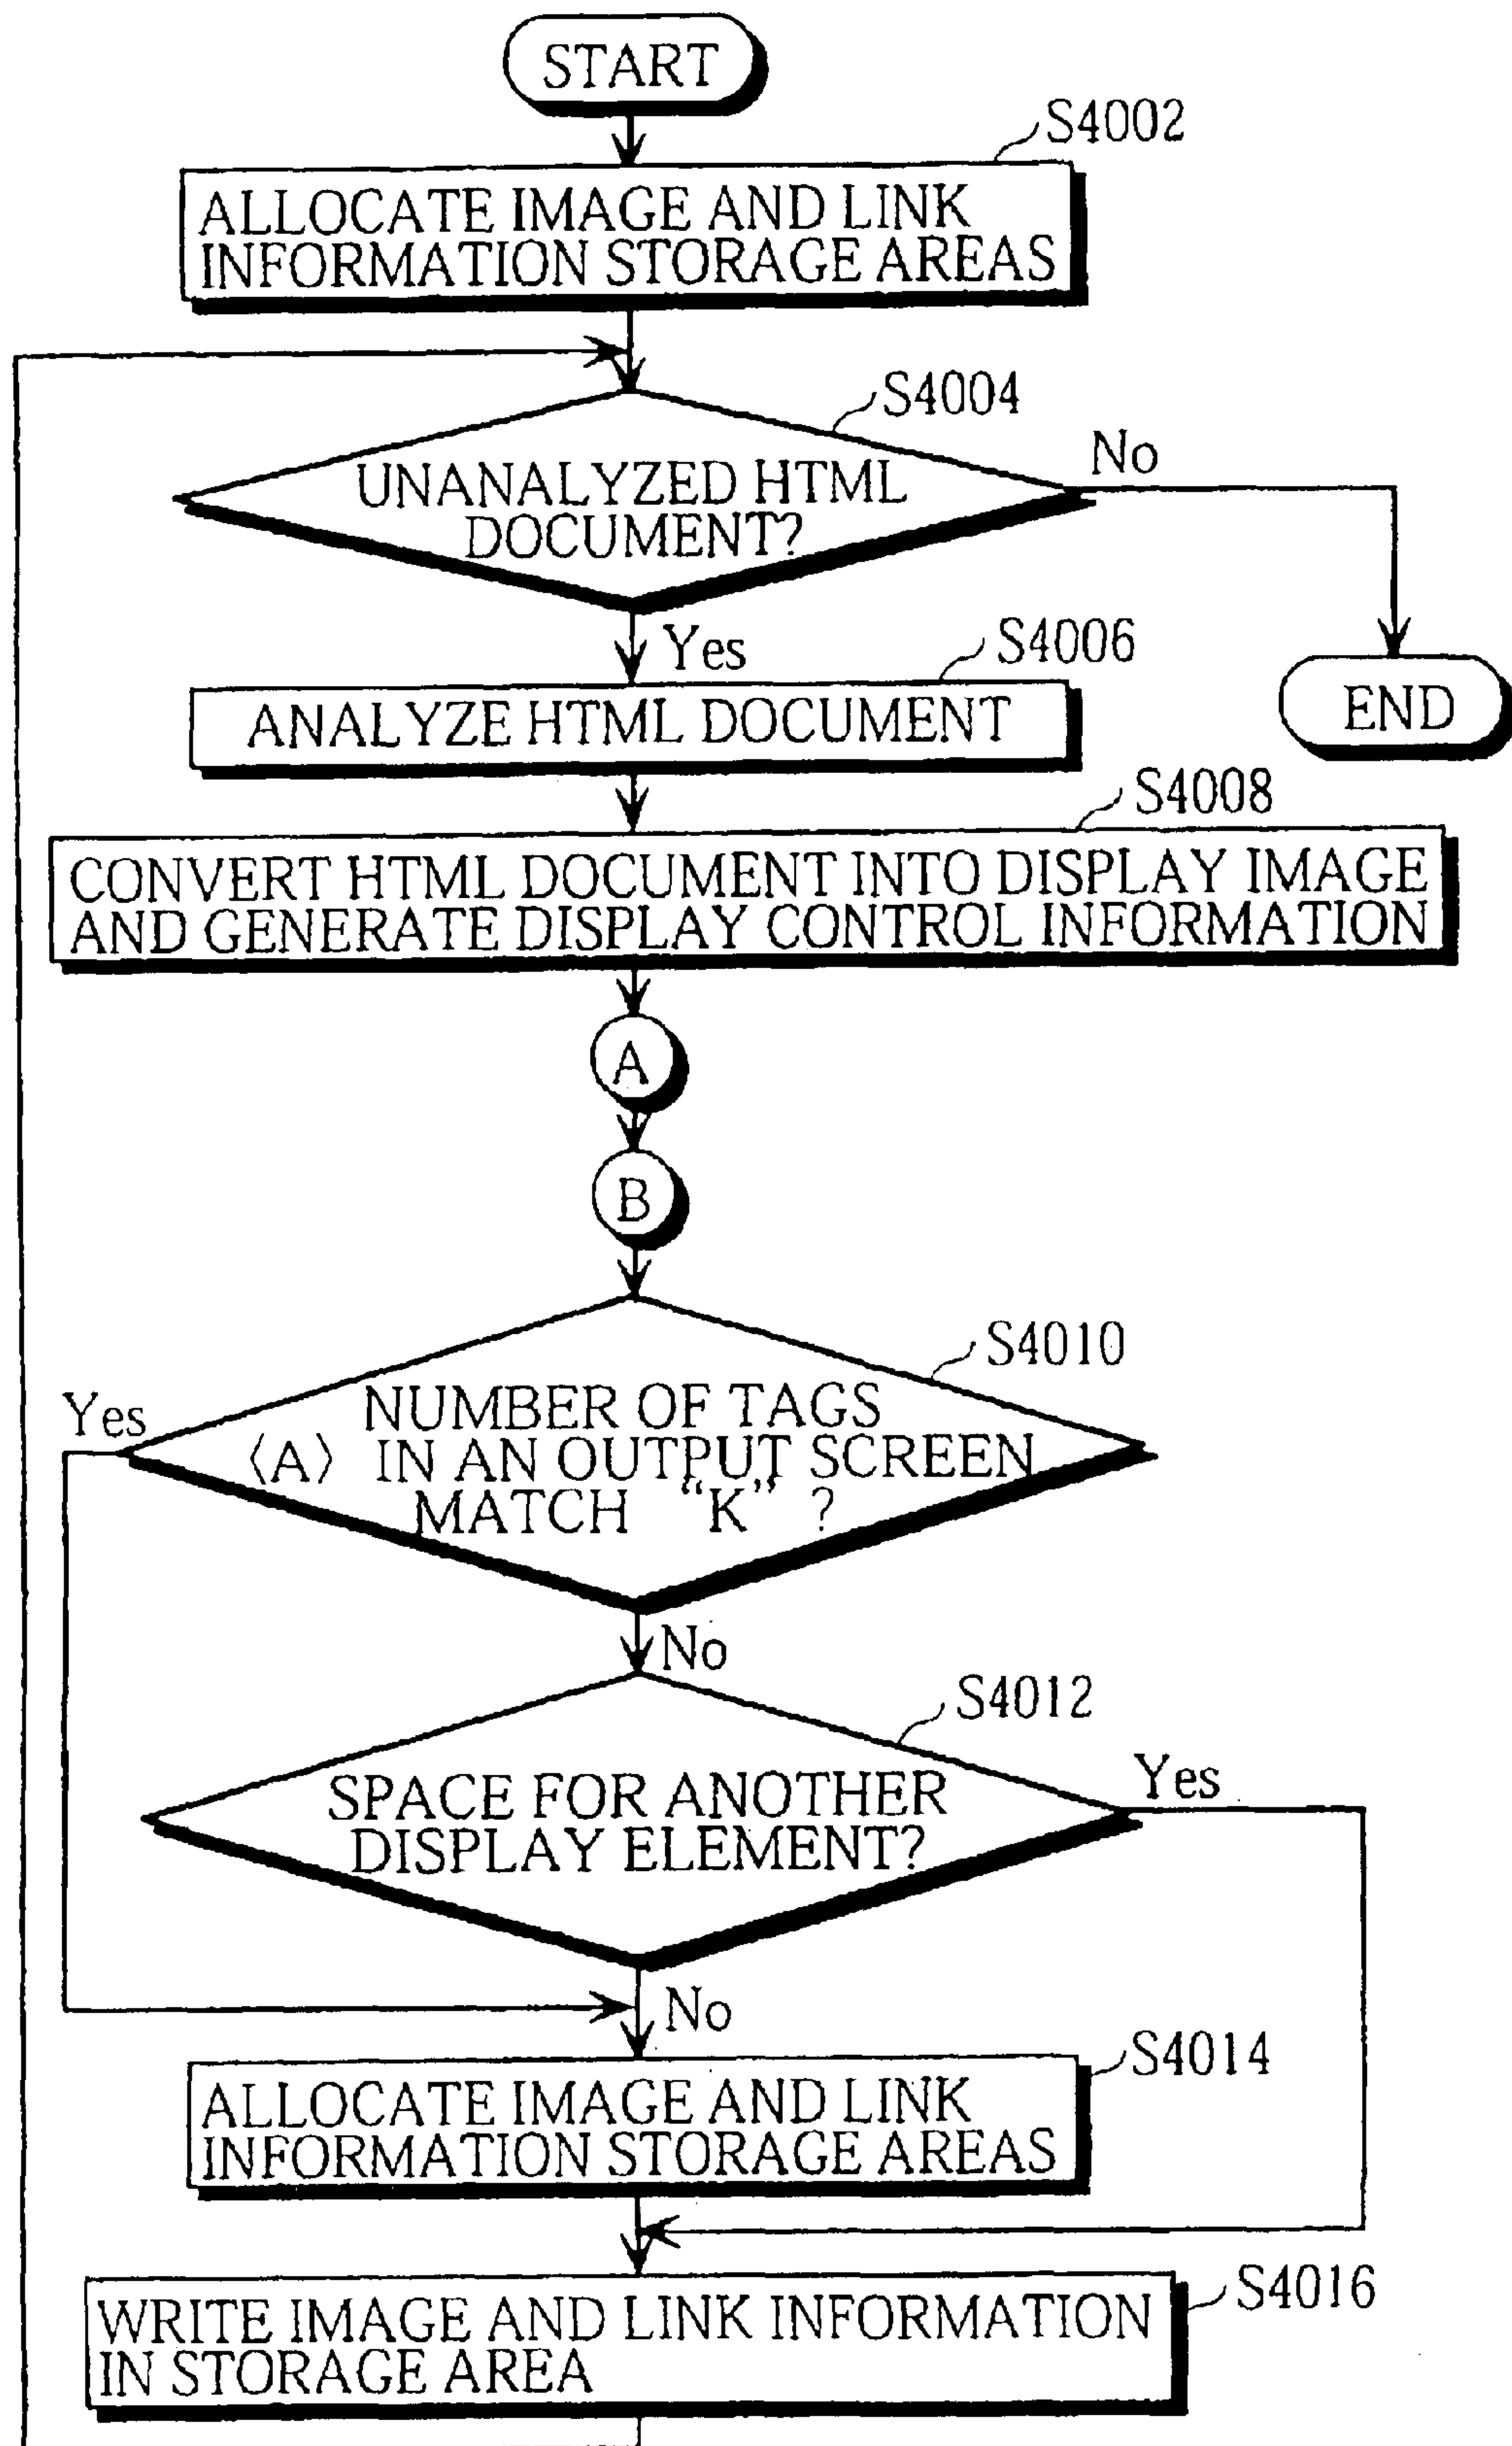 START
S4002
ALLOCATE IMAGE AND LINK
INFORMATION STORAGE AREAS
S4004
No
UNANALYZED HTML
DOCUMENT?
Yes
S4006
ANALYZE HTML DOCUMENT
END
S4008
CONVERT HTML DOCUMENT INTO DISPLAY IMAGE
AND GENERATE DISPLAY CONTROL INFORMATION
A
B
S4010
Yes
NUMBER OF TAGS
〈A〉 IN AN OUTPUT SCREEN
MATCH “K” ?
No
S4012
Yes
SPACE FOR ANOTHER
DISPLAY ELEMENT?
No
S4014
ALLOCATE IMAGE AND LINK
INFORMATION STORAGE AREAS
S4016
WRITE IMAGE AND LINK INFORMATION
IN STORAGE AREA